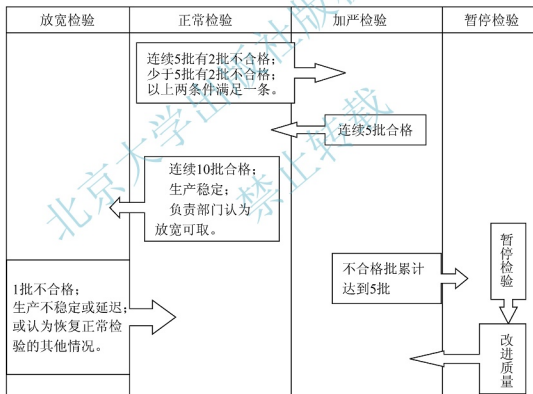 放宽检验
正常检验
加严检验
暂停检验
连续5批有2批不合格；
少于5批有2批不合格；
以上两条件满足一条。
连续5批合格
连续10批合格；
生产稳定；
负责部门认为
放宽可取。
不合格批累计
达到5批
暂停检验
1批不合格；
生产不稳定或延迟；
或认为恢复正常检
验的其他情况。
改进质量
北京大学出版社版权
禁止转载